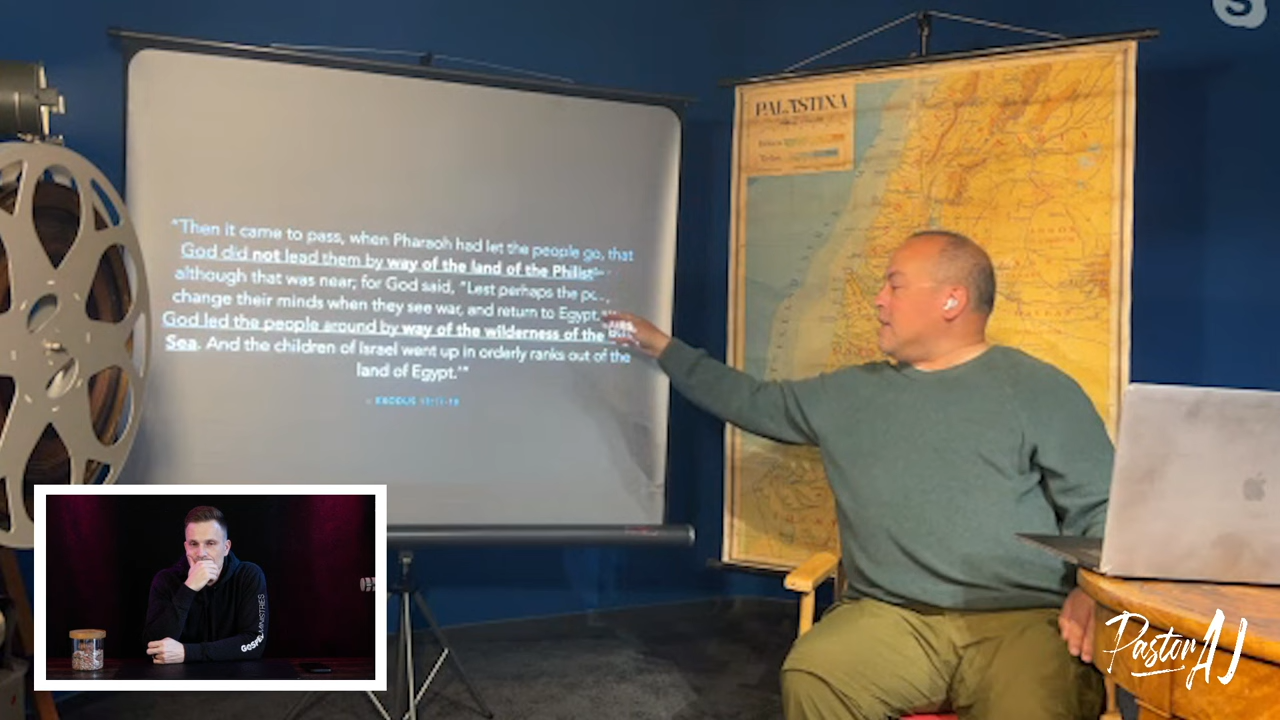 "Then it came to pass, when Pharaoh had let the people go, that
God did not lead them by way of the land of the
although that was near; for God said, "Lest perhaps the
change their minds when they see war, and return to Egypt.
God led the people around by way of the wilderness of the
Sea. And the children of Israel went up in orderly ranks out of the
land of Egypt.'"
EXODUS
PALÄSTINA
GOSPEL MINISTRIES
Pastor AJ
S